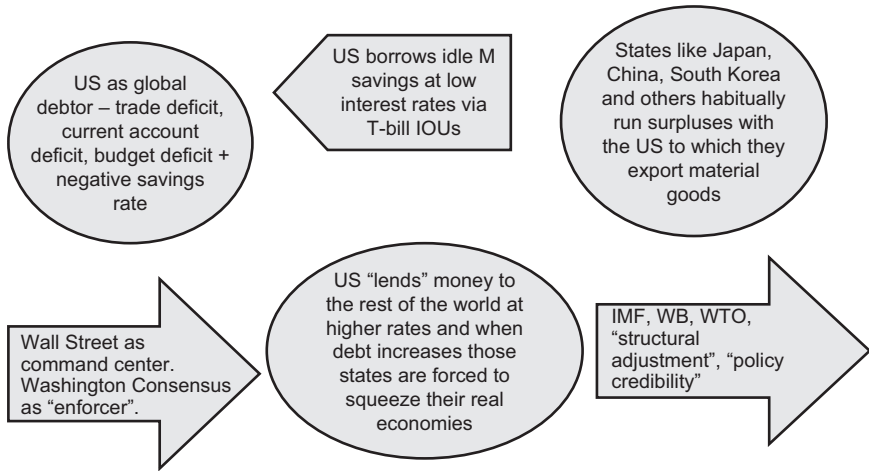 US as global
debtor – trade deficit,
current account
deficit, budget deficit +
negative savings
rate
US borrows idle M
savings at low
interest rates via
T-bill IOUs
States like Japan,
China, South Korea
and others habitually
run surpluses with
the US to which they
export material
goods
Wall Street as
command center.
Washington Consensus
as “enforcer”.
US “lends” money to
the rest of the world at
higher rates and when
debt increases those
states are forced to
squeeze their real
economies
IMF, WB, WTO,
“structural
adjustment”, “policy
credibility”